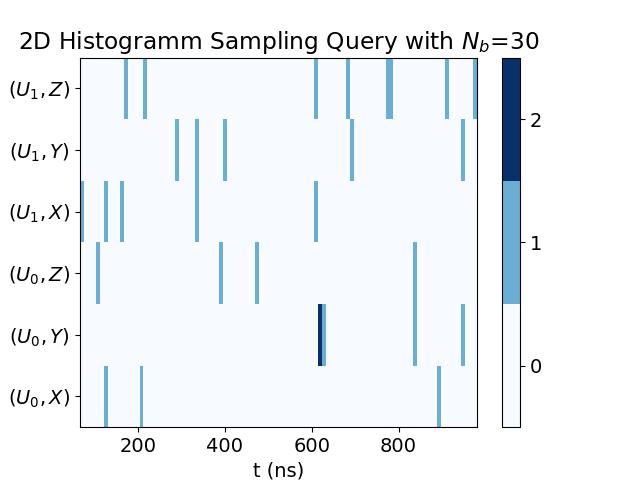 2D Histogramm Sampling Query with $N_b$=30
$(U_1, Z)$
$(U_1, Y)$
$(U_1, X)$
$(U_0, Z)$
$(U_0, Y)$
$(U_0, X)$
200 400 600 800
t (ns)
2
1
0